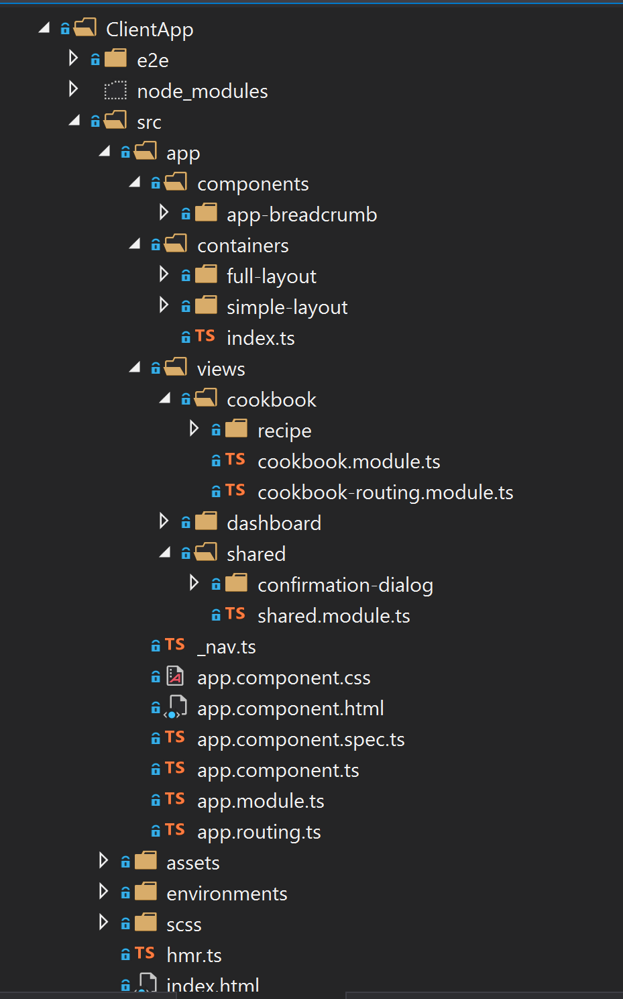 ClientApp
e2e
node_modules
src
app
components
app-breadcrumb
containers
full-layout
simple-layout
TS index.ts
views
cookbook
recipe
TS cookbook.module.ts
TS cookbook-routing.module.ts
dashboard
shared
confirmation-dialog
TS shared.module.ts
TS _nav.ts
app.component.css
app.component.html
TS app.component.spec.ts
TS app.component.ts
TS app.module.ts
TS app.routing.ts
assets
environments
scss
TS hmr.ts
index.html